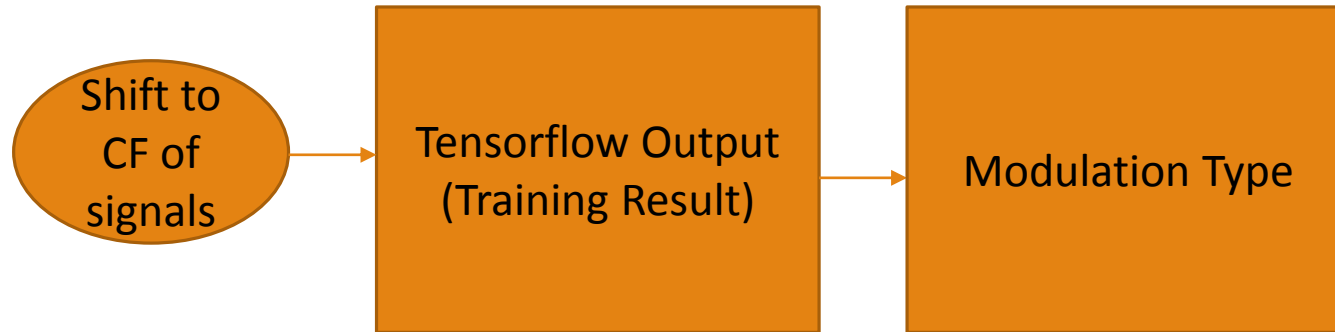 Shift to
CF of
signals
Tensorflow Output
(Training Result)
Modulation Type